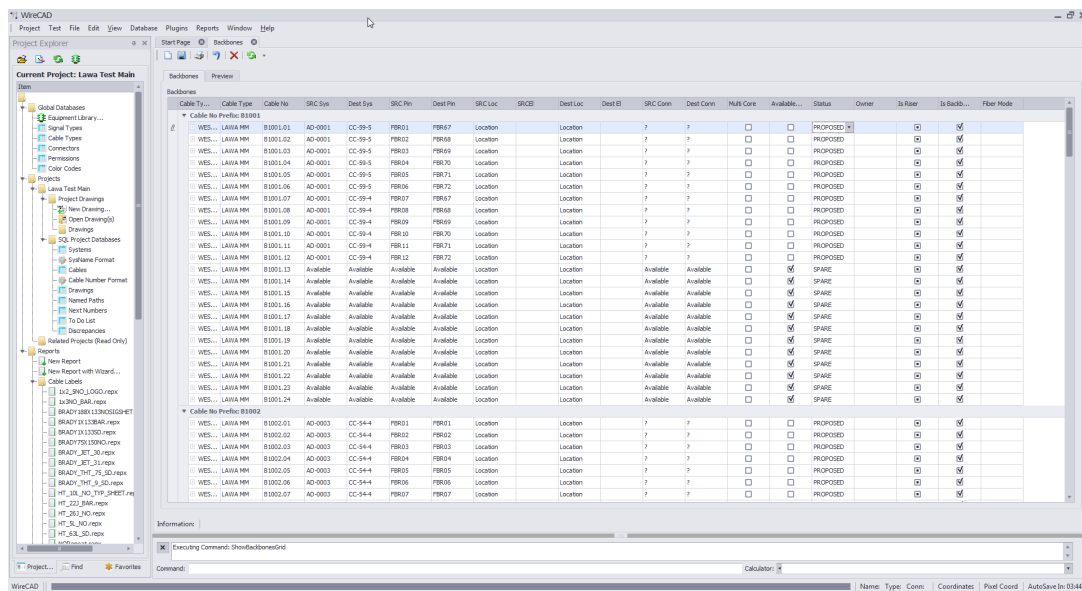 WireCAD
Project Test File Edit View Database Plugins Reports Window Help
Project Explorer
Start Page Backbones
Current Project: Lawa Test Main
Item
Global Databases
Equipment Library...
Signal Types
Cable Types
Connectors
Permissions
Color Codes
Projects
Lawa Test Main
Project Drawings
New Drawing...
Open Drawing(s)
Drawings
SQL Project Databases
Systems
SysName Format
Cables
Cable Number Format
Drawings
Named Paths
Next Numbers
To Do List
Discrepancies
Related Projects (Read Only)
Reports
New Report
New Report with Wizard...
Cable Labels
1x2_SNO_LOGO.repx
1x3NO_BAR.repx
BRADY188X133NOSIGSHET
BRADY1X133BAR.repx
BRADY1X133SD.repx
BRADY75X150NO.repx
BRADY_JET_30.repx
BRADY_JET_31.repx
BRADY_THT_75_SD.repx
BRADY_THT_9_SD.repx
HT_10L_NO_TYP_SHEET.rep
HT_22J_BAR.repx
HT_26J_NO.repx
HT_5L_NO.repx
HT_63L_SD.repx
Project... Find Favorites
Backbones Preview
Backbones
Cable Ty... Cable Type Cable No SRC Sys Dest Sys SRC Pin Dest Pin SRC Loc SRCEl Dest Loc Dest El SRC Conn Dest Conn Multi Core Available... Status Owner Is Riser Is Backb... Fiber Mode
Cable No Prefix: B1001
WES... LAWA MM B1001.01 AD-0001 CC-59-5 FBR01 FBR67 Location Location ? ? PROPOSED
WES... LAWA MM B1001.02 AD-0001 CC-59-5 FBR02 FBR68 Location Location ? ? PROPOSED
WES... LAWA MM B1001.03 AD-0001 CC-59-5 FBR03 FBR69 Location Location ? ? PROPOSED
WES... LAWA MM B1001.04 AD-0001 CC-59-5 FBR04 FBR70 Location Location ? ? PROPOSED
WES... LAWA MM B1001.05 AD-0001 CC-59-5 FBR05 FBR71 Location Location ? ? PROPOSED
WES... LAWA MM B1001.06 AD-0001 CC-59-5 FBR06 FBR72 Location Location ? ? PROPOSED
WES... LAWA MM B1001.07 AD-0001 CC-59-4 FBR07 FBR67 Location Location ? ? PROPOSED
WES... LAWA MM B1001.08 AD-0001 CC-59-4 FBR08 FBR68 Location Location ? ? PROPOSED
WES... LAWA MM B1001.09 AD-0001 CC-59-4 FBR09 FBR69 Location Location ? ? PROPOSED
WES... LAWA MM B1001.10 AD-0001 CC-59-4 FBR10 FBR70 Location Location ? ? PROPOSED
WES... LAWA MM B1001.11 AD-0001 CC-59-4 FBR11 FBR71 Location Location ? ? PROPOSED
WES... LAWA MM B1001.12 AD-0001 CC-59-4 FBR12 FBR72 Location Location ? ? PROPOSED
WES... LAWA MM B1001.13 Available Available Available Available Location Location Available Available SPARE
WES... LAWA MM B1001.14 Available Available Available Available Location Location Available Available SPARE
WES... LAWA MM B1001.15 Available Available Available Available Location Location Available Available SPARE
WES... LAWA MM B1001.16 Available Available Available Available Location Location Available Available SPARE
WES... LAWA MM B1001.17 Available Available Available Available Location Location Available Available SPARE
WES... LAWA MM B1001.18 Available Available Available Available Location Location Available Available SPARE
WES... LAWA MM B1001.19 Available Available Available Available Location Location Available Available SPARE
WES... LAWA MM B1001.20 Available Available Available Available Location Location Available Available SPARE
WES... LAWA MM B1001.21 Available Available Available Available Location Location Available Available SPARE
WES... LAWA MM B1001.22 Available Available Available Available Location Location Available Available SPARE
WES... LAWA MM B1001.23 Available Available Available Available Location Location Available Available SPARE
WES... LAWA MM B1001.24 Available Available Available Available Location Location Available Available SPARE
Cable No Prefix: B1002
WES... LAWA MM B1002.01 AD-0003 CC-54-4 FBR01 FBR01 Location Location ? ? PROPOSED
WES... LAWA MM B1002.02 AD-0003 CC-54-4 FBR02 FBR02 Location Location ? ? PROPOSED
WES... LAWA MM B1002.03 AD-0003 CC-54-4 FBR03 FBR03 Location Location ? ? PROPOSED
WES... LAWA MM B1002.04 AD-0003 CC-54-4 FBR04 FBR04 Location Location ? ? PROPOSED
WES... LAWA MM B1002.05 AD-0003 CC-54-4 FBR05 FBR05 Location Location ? ? PROPOSED
WES... LAWA MM B1002.06 AD-0003 CC-54-4 FBR06 FBR06 Location Location ? ? PROPOSED
WES... LAWA MM B1002.07 AD-0003 CC-54-4 FBR07 FBR07 Location Location ? ? PROPOSED
Information:
Executing Command: ShowBackbonesGrid
Command: Calculator:
WireCAD Name: Type: Conn: Coordinates Pixel Coord AutoSave In: 03:44